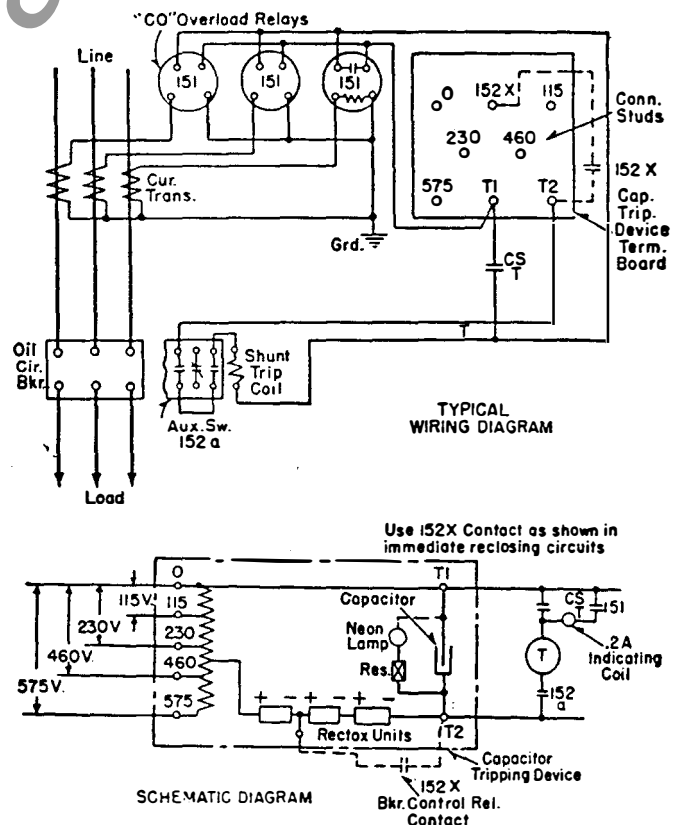 "CO" Overload Relays
Line
151
151
151
O
152X
115
Conn.
Studs
230
460
152 X
575
T1
T2
Cap.
Trip.
Device
Term.
Board
Cur.
Trans.
Grd.
CS
T
T
Oil
Cir.
Bkr.
Shunt
Trip
Coil
Aux.Sw.
152 a
TYPICAL
WIRING DIAGRAM
Load
Use 152X Contact as shown in
immediate reclosing circuits
O
T1
115V.
115
230V
230
460V.
460
575V.
575
Capacitor
Neon
Lamp
Res.
CS
T
151
.2A
Indicating
Coil
T
152
a
+ - + - + -
Rectox Units
T2
Capacitor
Tripping Device
152 X
Bkr.Control Rel.
Contact
SCHEMATIC DIAGRAM